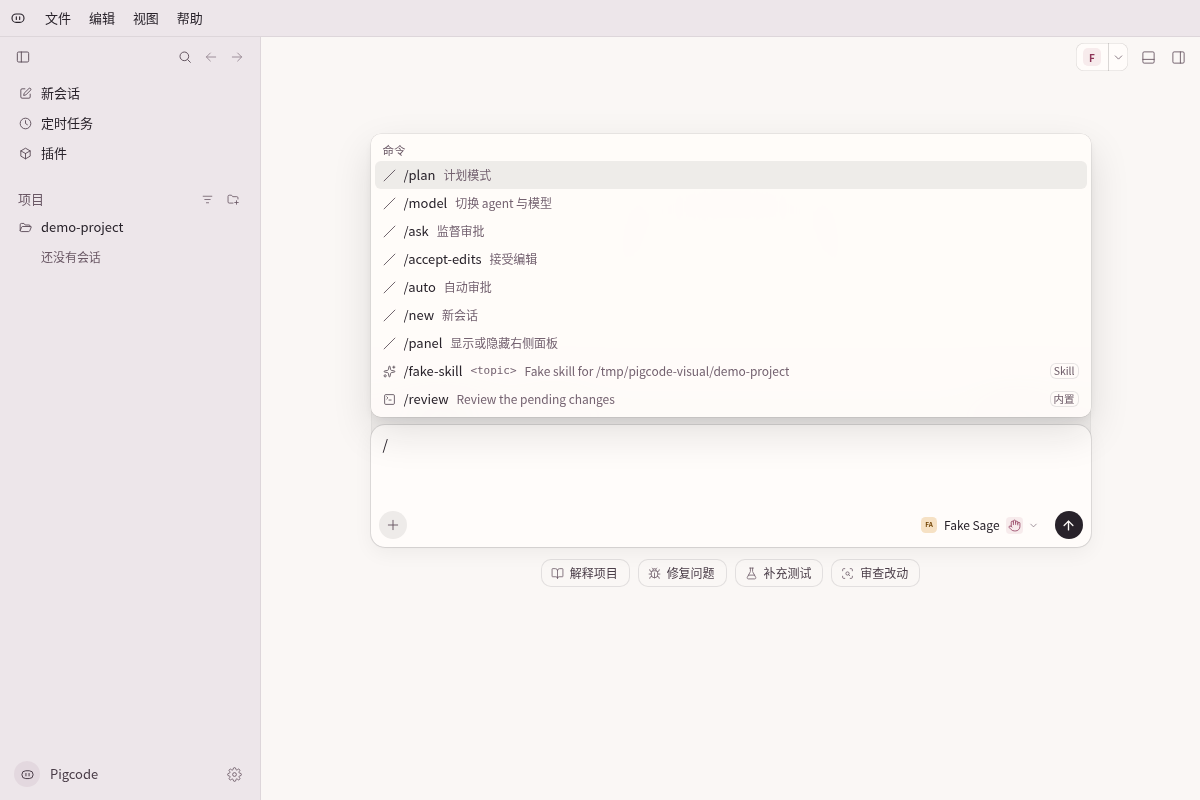 文件 编辑 视图 帮助
新会话
定时任务
插件
项目
demo-project
还没有会话
Pigcode
F
命令
/plan 计划模式
/model 切换 agent 与模型
/ask 监督审批
/accept-edits 接受编辑
/auto 自动审批
/new 新会话
/panel 显示或隐藏右侧面板
/fake-skill <topic> Fake skill for /tmp/pigcode-visual/demo-project Skill
/review Review the pending changes 内置
/
FA Fake Sage
解释项目 修复问题 补充测试 审查改动